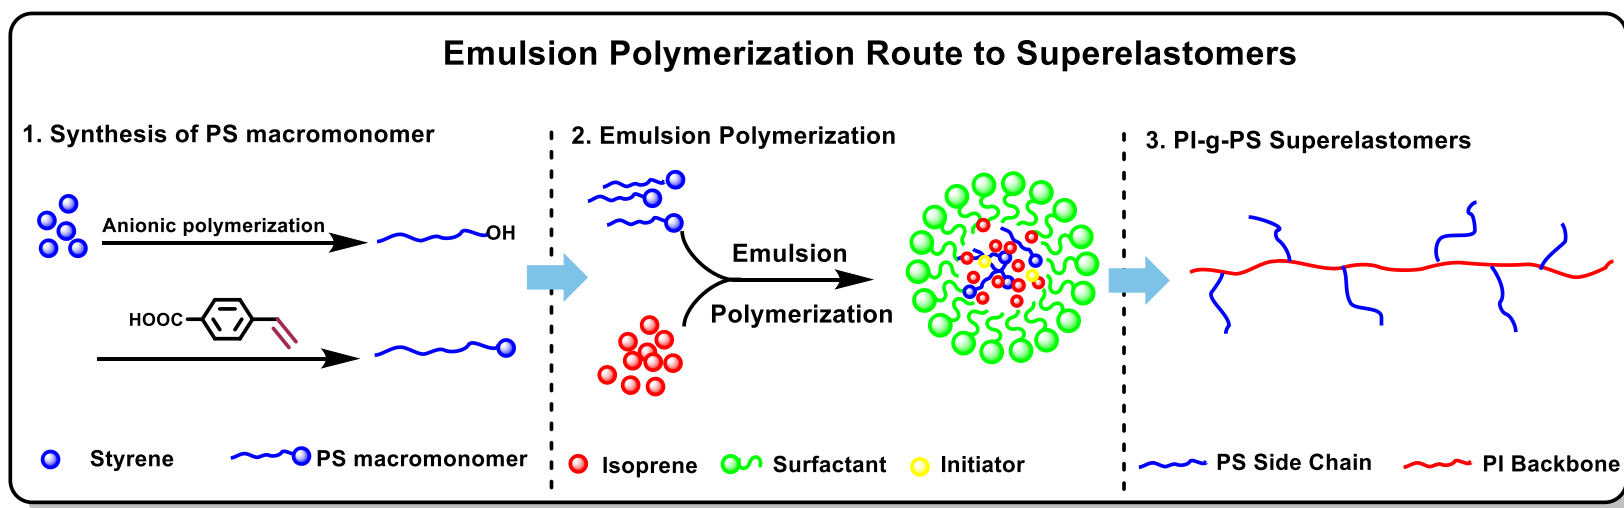 Emulsion Polymerization Route to Superelastomers
1. Synthesis of PS macromonomer
Anionic polymerization
OH
HOOC
Styrene
PS macromonomer
2. Emulsion Polymerization
Emulsion
Polymerization
Isoprene
Surfactant
Initiator
3. PI-g-PS Superelastomers
PS Side Chain
PI Backbone